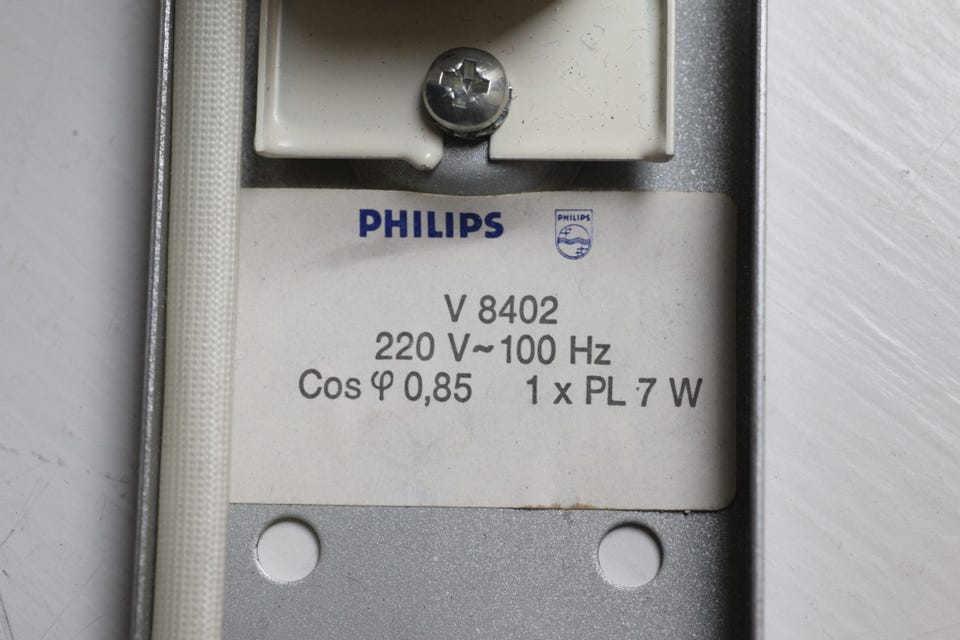 PHILIPS
PHILIPS
V 8402
220 V~100 Hz
Cos φ 0,85 1 x PL 7 W